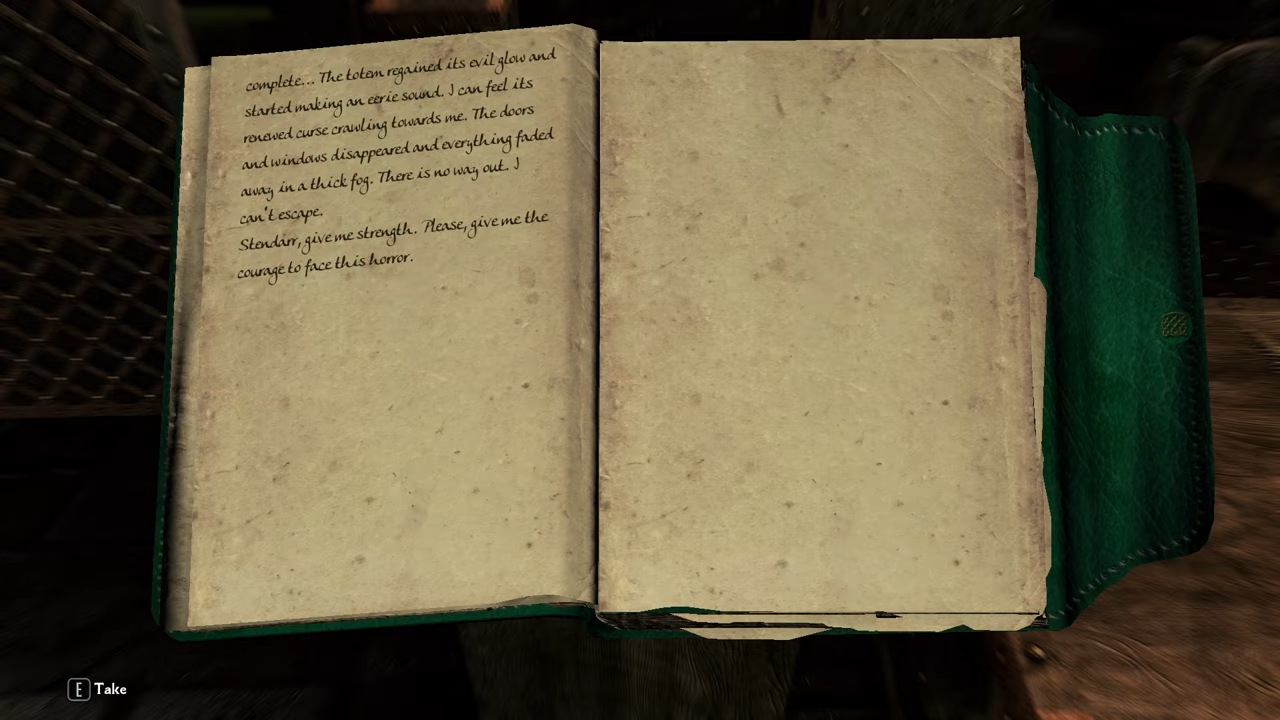 complete... The totem regained its evil glow and
started making an eerie sound. I can feel its
renewed curse crawling towards me. The doors
and windows disappeared and everything faded
away in a thick fog. There is no way out. I
can't escape.
Stendarr, give me strength. Please, give me the
courage to face this horror.
E Take